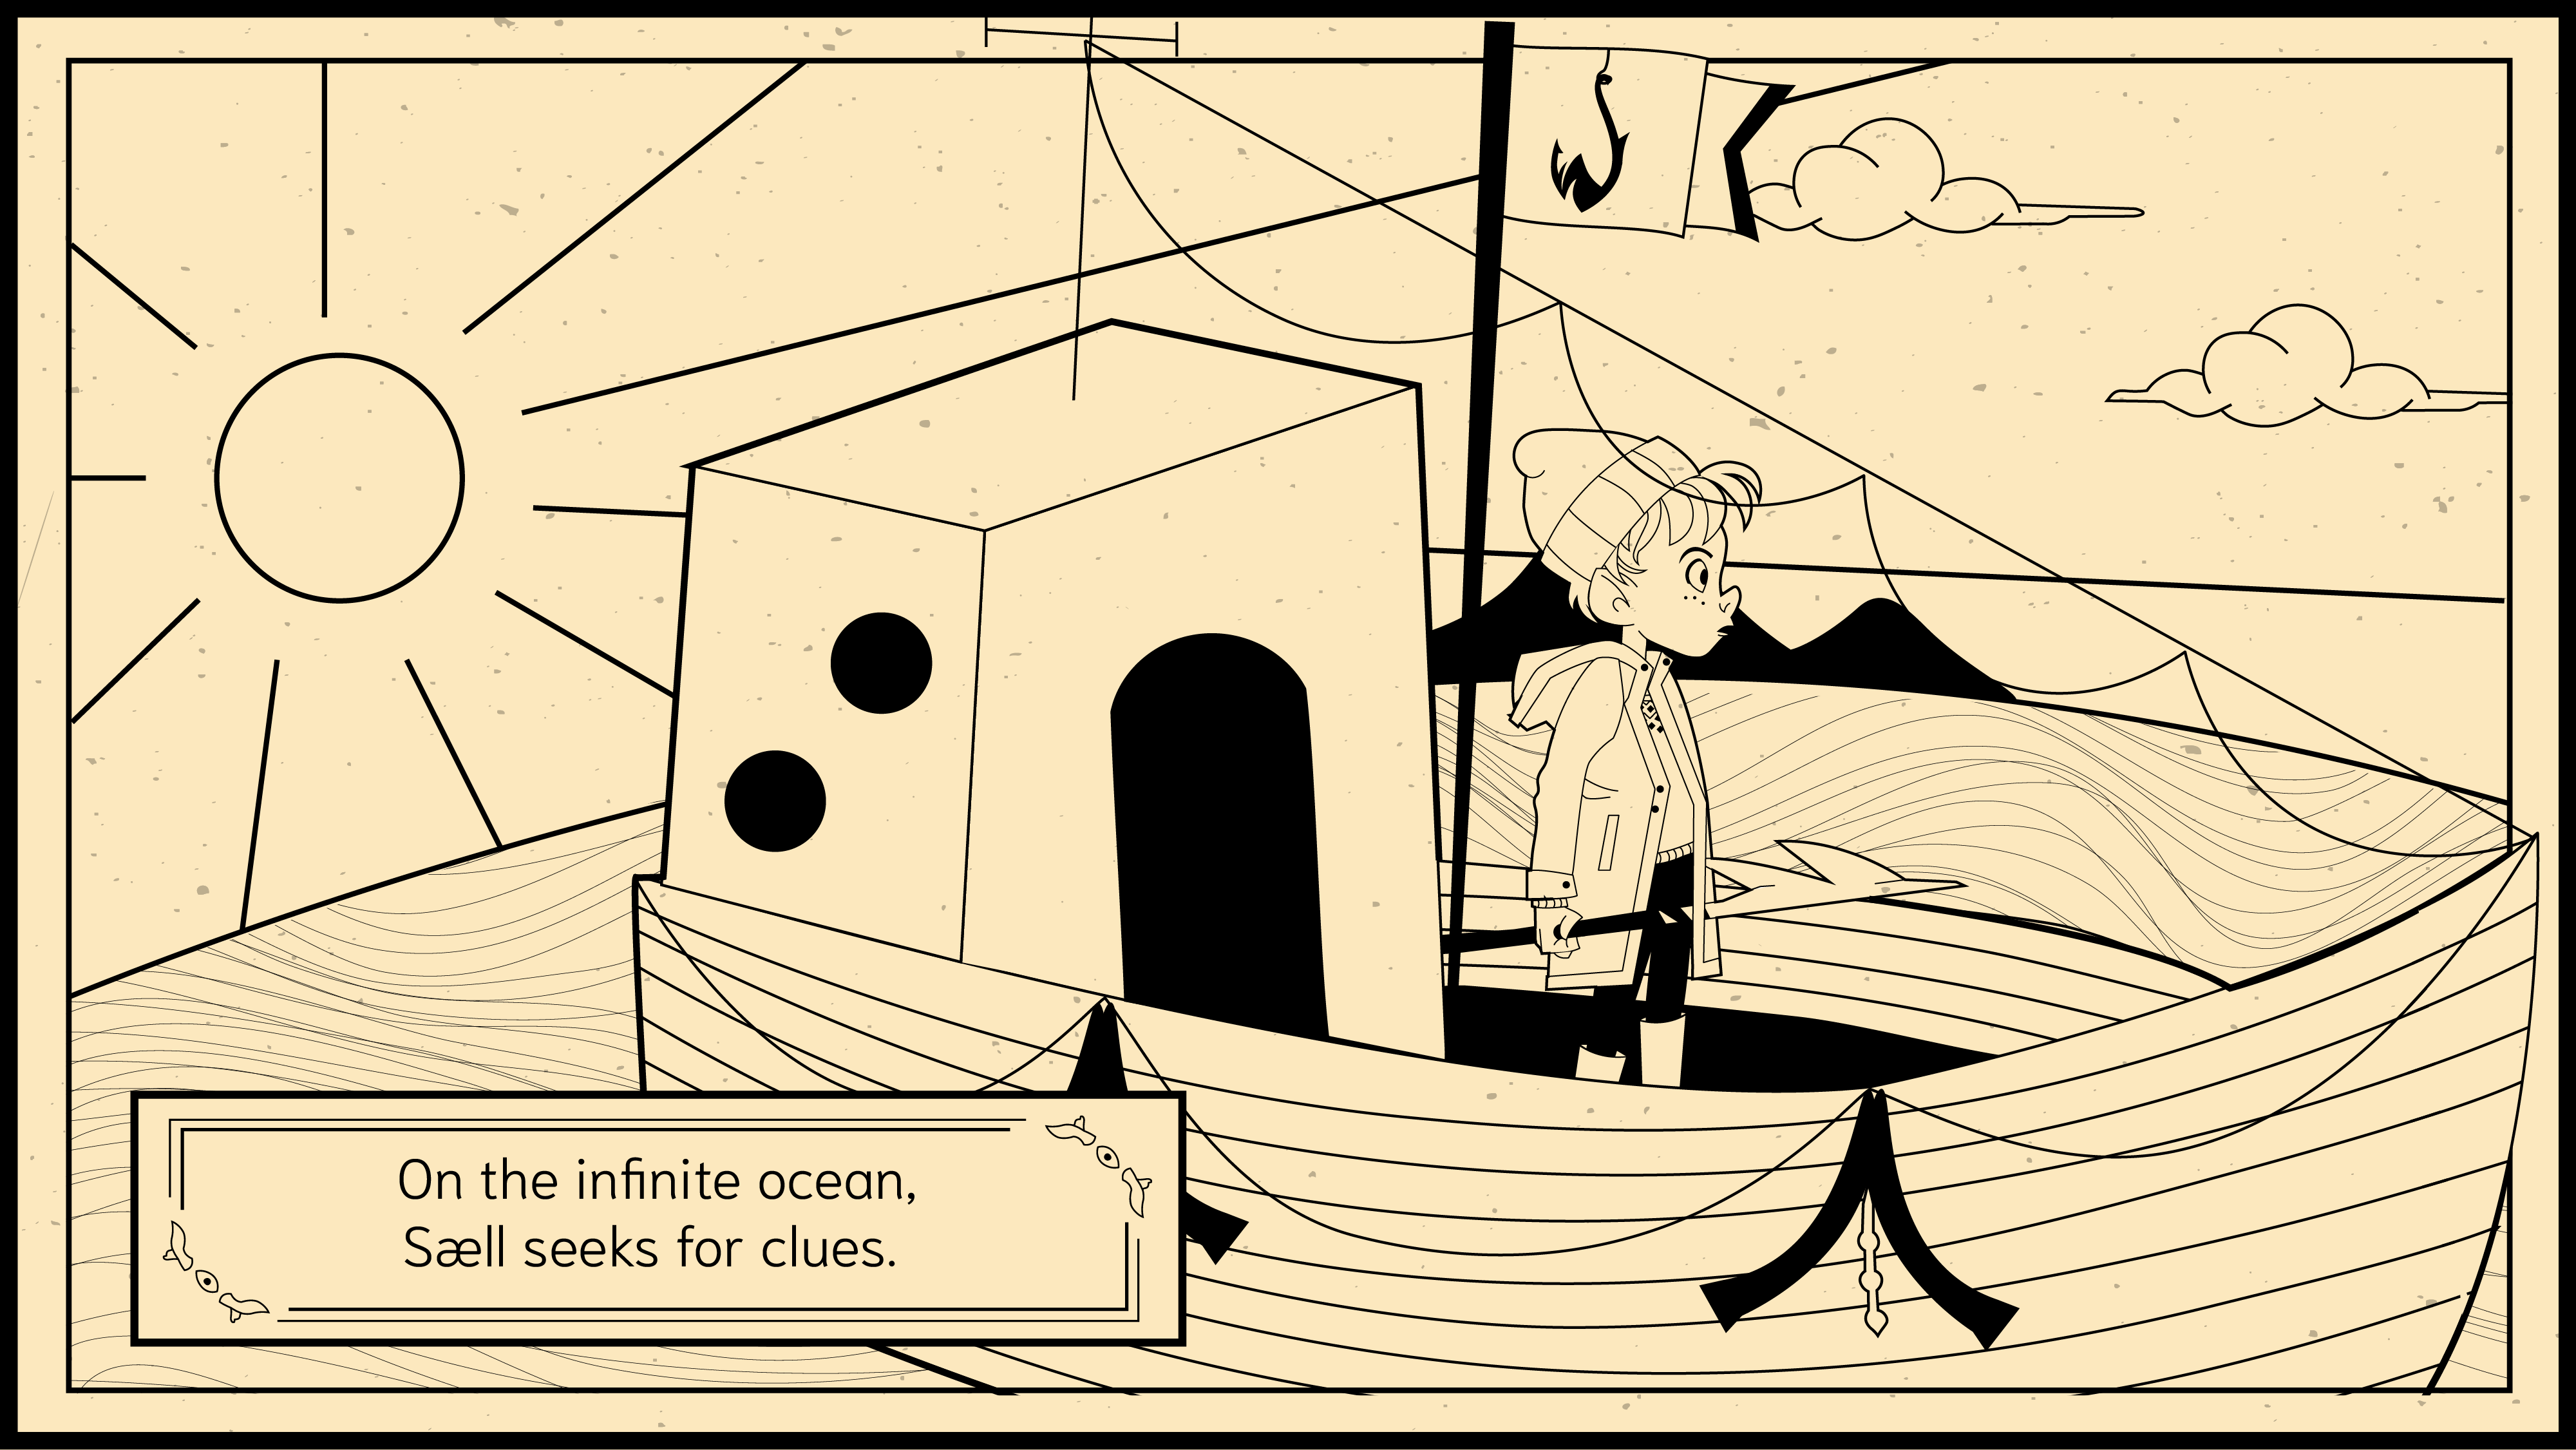 On the infinite ocean,
Sæll seeks for clues.